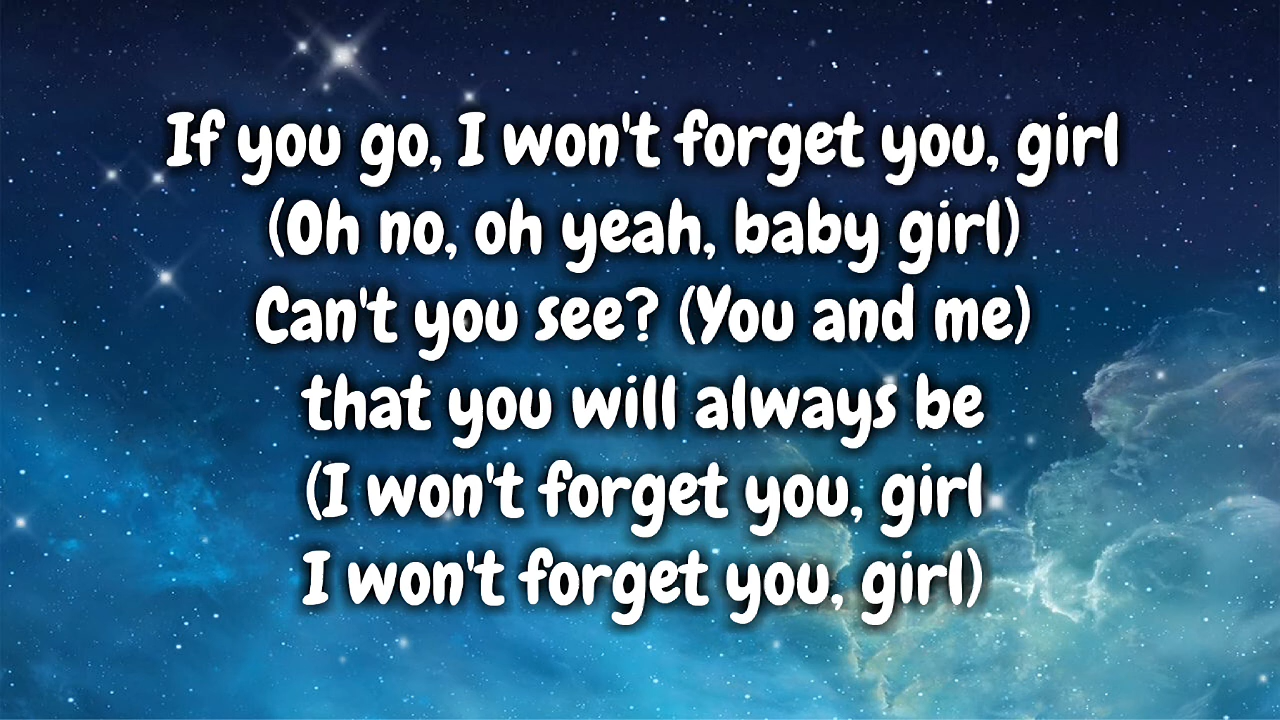 If you go, I won't forget you, girl
(Oh no, oh yeah, baby girl)
Can't you see? (You and me)
that you will always be
(I won't forget you, girl
I won't forget you, girl)